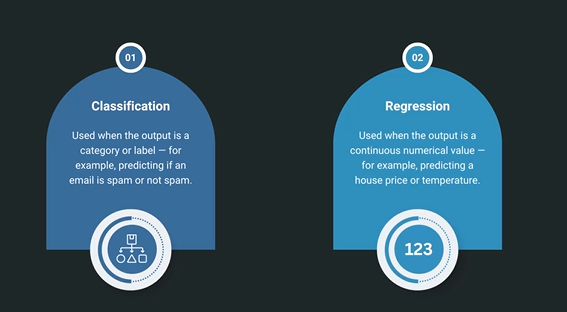 01
Classification
Used when the output is a
category or label — for
example, predicting if an
email is spam or not spam.
02
Regression
Used when the output is a
continuous numerical value —
for example, predicting a
house price or temperature.
123